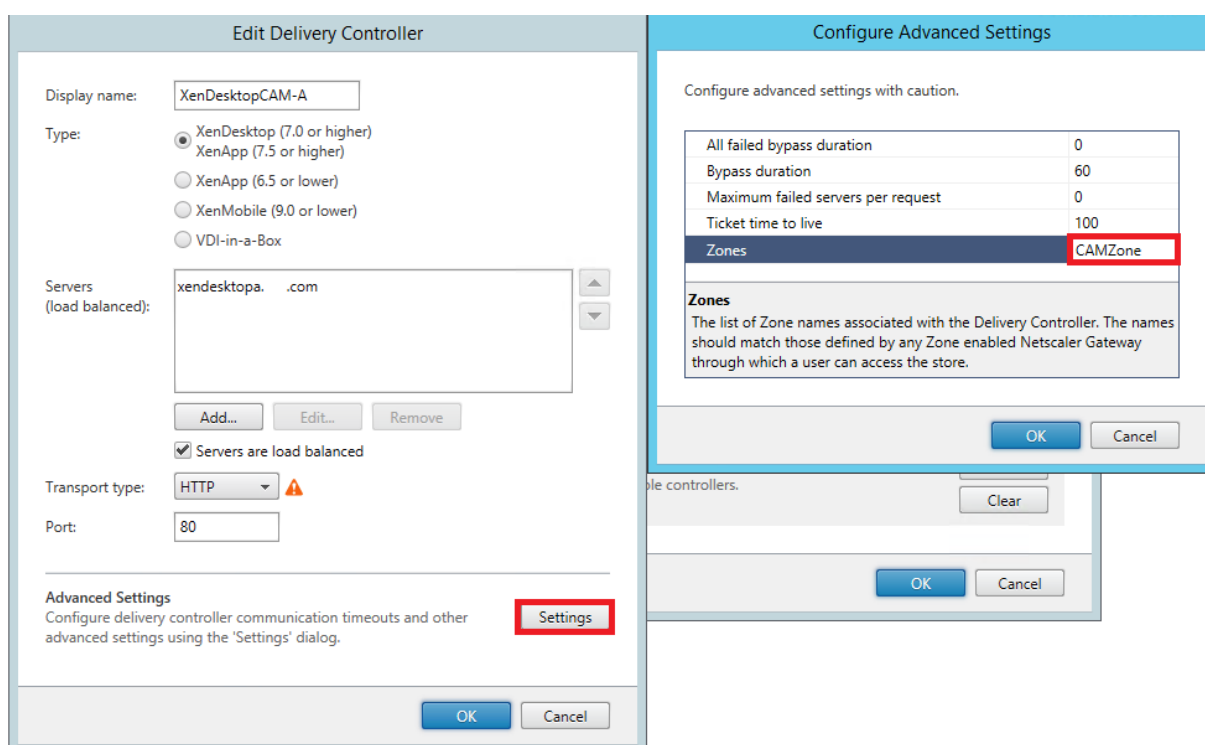 Edit Delivery Controller
Display name: XenDesktopCAM-A
Type: XenDesktop (7.0 or higher)
XenApp (7.5 or higher)
XenApp (6.5 or lower)
XenMobile (9.0 or lower)
VDI-in-a-Box
Servers
(load balanced):
xendesktopa. .com
Add... Edit... Remove
Servers are load balanced
Transport type: HTTP
Port: 80
Advanced Settings
Configure delivery controller communication timeouts and other
advanced settings using the 'Settings' dialog.
Settings
OK Cancel
Configure Advanced Settings
Configure advanced settings with caution.
All failed bypass duration 0
Bypass duration 60
Maximum failed servers per request 0
Ticket time to live 100
Zones CAMZone
Zones
The list of Zone names associated with the Delivery Controller. The names
should match those defined by any Zone enabled Netscaler Gateway
through which a user can access the store.
OK Cancel
controllers.
Clear
OK Cancel